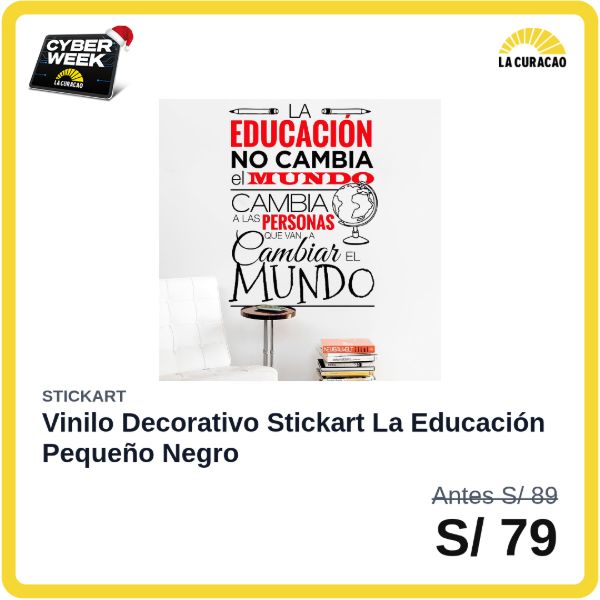 CYBER
WEEK
LA CURACAO
LA CURACAO
LA
EDUCACIÓN
NO CAMBIA
el MUNDO
CAMBIA
A LAS PERSONAS
QUE VAN A
Cambiar EL
MUNDO
STICKART
Vinilo Decorativo Stickart La Educación
Pequeño Negro
Antes S/ 89
S/ 79